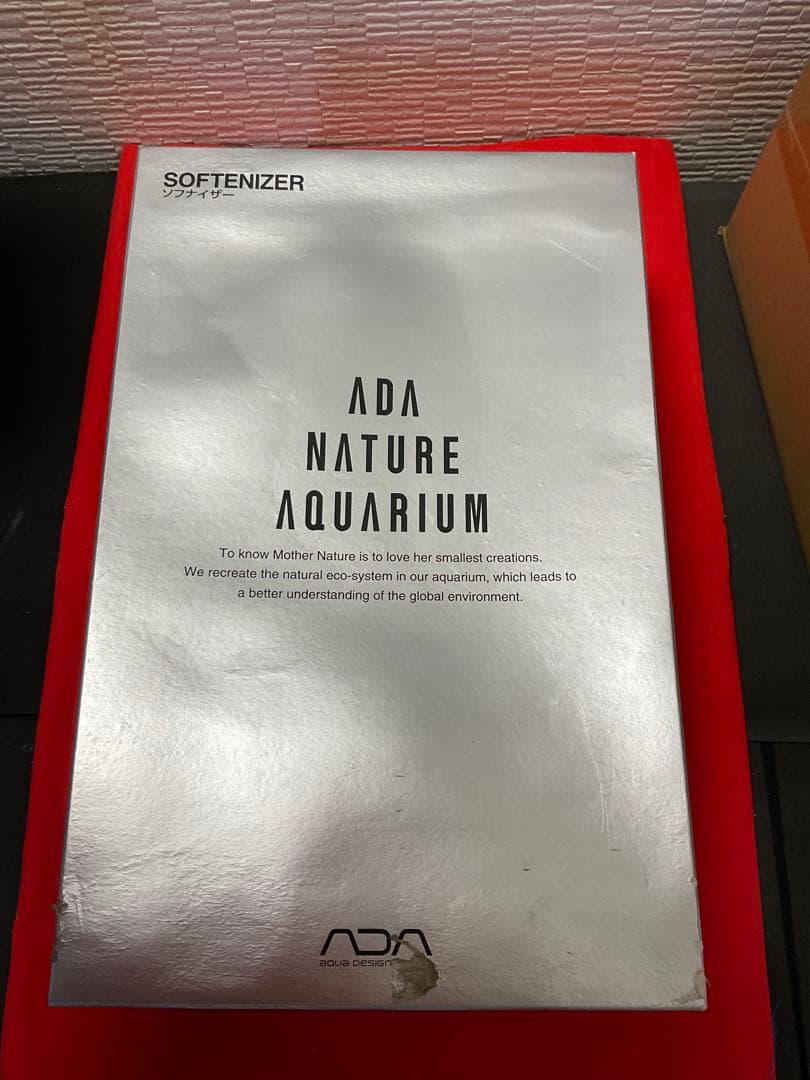 SOFTENIZER
ソフナイザー
ADA
NATURE
AQUARIUM
To know Mother Nature is to love her smallest creations.
We recreate the natural eco-system in our aquarium, which leads to
a better understanding of the global environment.
ADA
aqua DESIGN